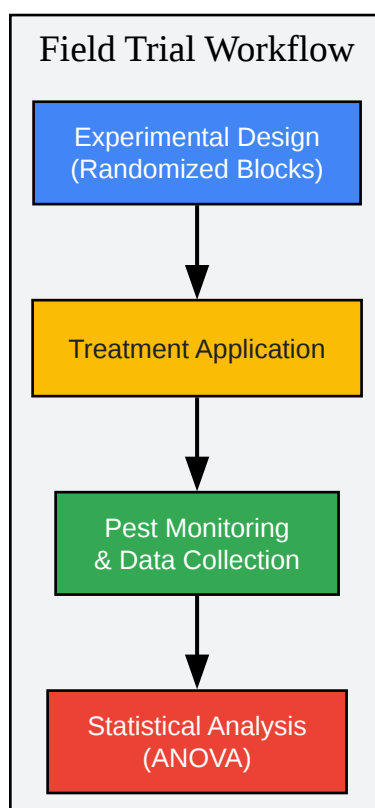 Field Trial Workflow
Experimental Design
(Randomized Blocks)
Treatment Application
Pest Monitoring
& Data Collection
Statistical Analysis
(ANOVA)